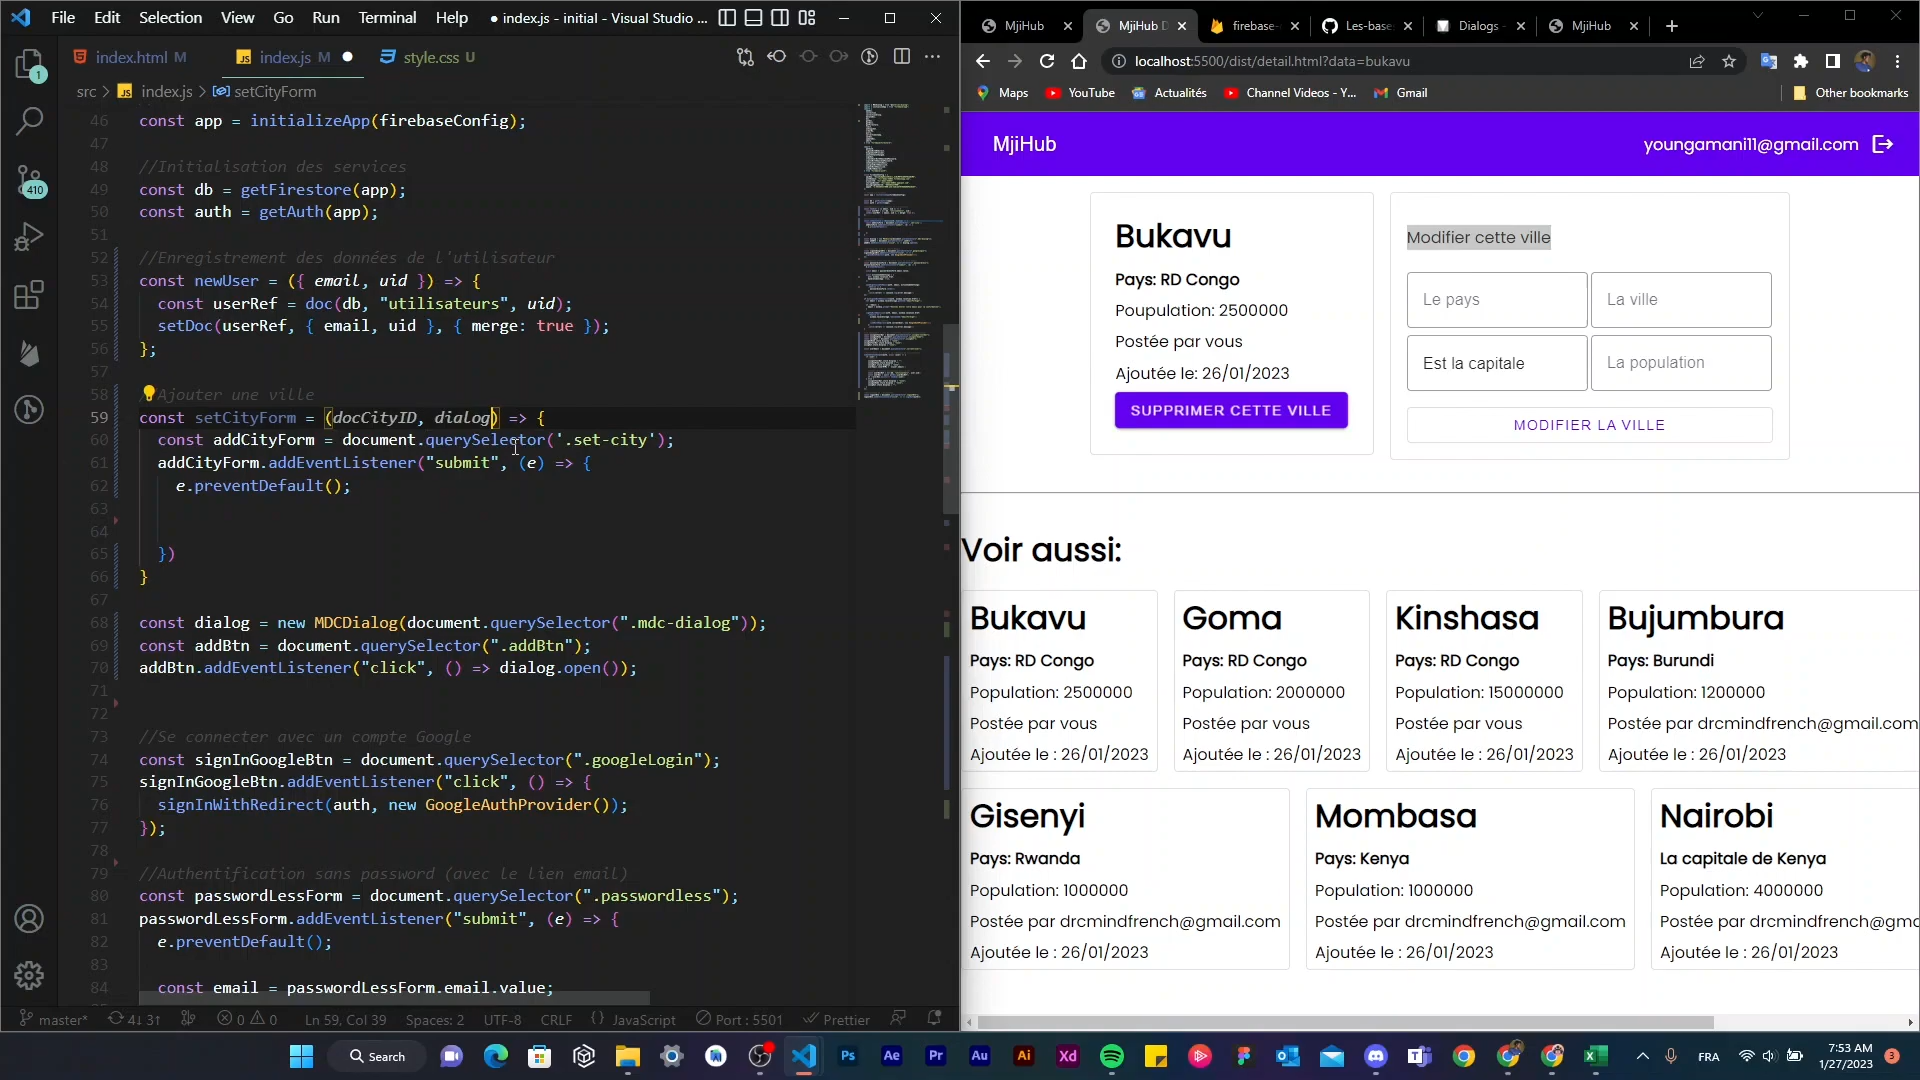 File Edit Selection View Go Run Terminal Help ● index.js - initial - Visual Studio ...
index.html M
index.js M
style.css U
src > index.js > setCityForm
46 const app = initializeApp(firebaseConfig);
47
48 //Initialisation des services
49 const db = getFirestore(app);
50 const auth = getAuth(app);
51
52 //Enregistrement des données de l'utilisateur
53 const newUser = ({ email, uid }) => {
54 const userRef = doc(db, "utilisateurs", uid);
55 setDoc(userRef, { email, uid }, { merge: true });
56 };
57
58 Ajouter une ville
59 const setCityForm = (docCityID, dialog) => {
60 const addCityForm = document.querySelector('.set-city');
61 addCityForm.addEventListener("submit", (e) => {
62 e.preventDefault();
63
64
65 })
66 }
67
68 const dialog = new MDCDialog(document.querySelector(".mdc-dialog"));
69 const addBtn = document.querySelector(".addBtn");
70 addBtn.addEventListener("click", () => dialog.open());
71
72
73 //Se connecter avec un compte Google
74 const signInGoogleBtn = document.querySelector(".googleLogin");
75 signInGoogleBtn.addEventListener("click", () => {
76 signInWithRedirect(auth, new GoogleAuthProvider());
77 });
78
79 //Authentification sans password (avec le lien email)
80 const passwordLessForm = document.querySelector(".passwordless");
81 passwordLessForm.addEventListener("submit", (e) => {
82 e.preventDefault();
83
84 const email = passwordLessForm.email.value;
1
410
master* 4↓ 3↑ 0 0 Ln 59, Col 39 Spaces: 2 UTF-8 CRLF {} JavaScript Port : 5501 Prettier
MjiHub
MjiHub D
firebase-
Les-base
Dialogs -
MjiHub
localhost:5500/dist/detail.html?data=bukavu
Maps YouTube Actualités Channel Videos - Y... Gmail Other bookmarks
MjiHub
youngamani11@gmail.com
Bukavu
Pays: RD Congo
Poupulation: 2500000
Postée par vous
Ajoutée le: 26/01/2023
SUPPRIMER CETTE VILLE
Modifier cette ville
Le pays
La ville
Est la capitale
La population
MODIFIER LA VILLE
Voir aussi:
Bukavu
Pays: RD Congo
Population: 2500000
Postée par vous
Ajoutée le : 26/01/2023
Goma
Pays: RD Congo
Population: 2000000
Postée par vous
Ajoutée le : 26/01/2023
Kinshasa
Pays: RD Congo
Population: 15000000
Postée par vous
Ajoutée le : 26/01/2023
Bujumbura
Pays: Burundi
Population: 1200000
Postée par drcmindfrench@gmail.com
Ajoutée le : 26/01/2023
Gisenyi
Pays: Rwanda
Population: 1000000
Postée par drcmindfrench@gmail.com
Ajoutée le : 26/01/2023
Mombasa
Pays: Kenya
Population: 1000000
Postée par drcmindfrench@gmail.com
Ajoutée le : 26/01/2023
Nairobi
La capitale de Kenya
Population: 4000000
Postée par drcmindfrench@gmc
Ajoutée le : 26/01/2023
Search
Ps Ae Pr Au Ai Xd
FRA
7:53 AM
1/27/2023
3